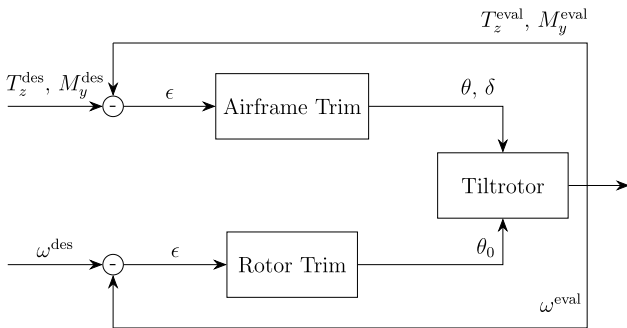 T_z^eval, M_y^eval
T_z^des, M_y^des
-
ϵ
Airframe Trim
θ, δ
Tiltrotor
ω^des
-
ϵ
Rotor Trim
θ_0
ω^eval